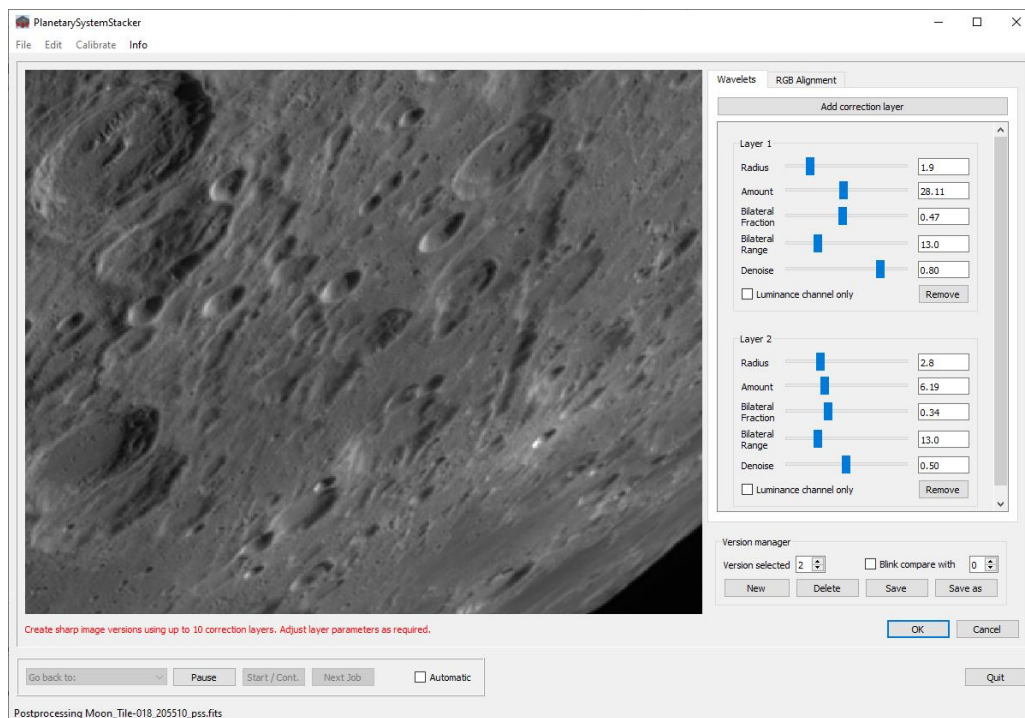 PlanetarySystemStacker
File Edit Calibrate Info
Wavelets RGB Alignment
Add correction layer
Layer 1
Radius 1.9
Amount 28.11
Bilateral
Fraction 0.47
Bilateral
Range 13.0
Denoise 0.80
Luminance channel only Remove
Layer 2
Radius 2.8
Amount 6.19
Bilateral
Fraction 0.34
Bilateral
Range 13.0
Denoise 0.50
Luminance channel only Remove
Version manager
Version selected 2 Blink compare with 0
New Delete Save Save as
Create sharp image versions using up to 10 correction layers. Adjust layer parameters as required.
OK Cancel
Go back to: Pause Start / Cont. Next Job Automatic Quit
Postprocessing Moon_Tile-018_205510_pss.fits